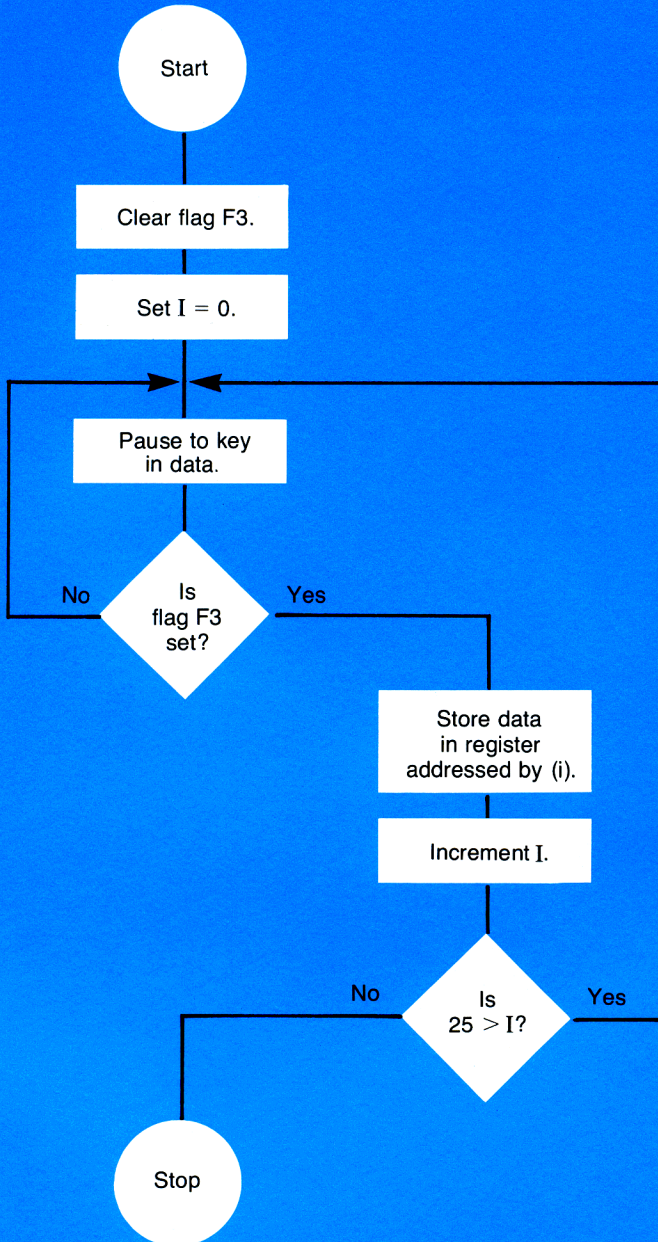 Start
Clear flag F3.
Set I = 0.
Pause to key
in data.
No
Is
flag F3
set?
Yes
Store data
in register
addressed by (i).
Increment I.
No
Is
25 > I?
Yes
Stop